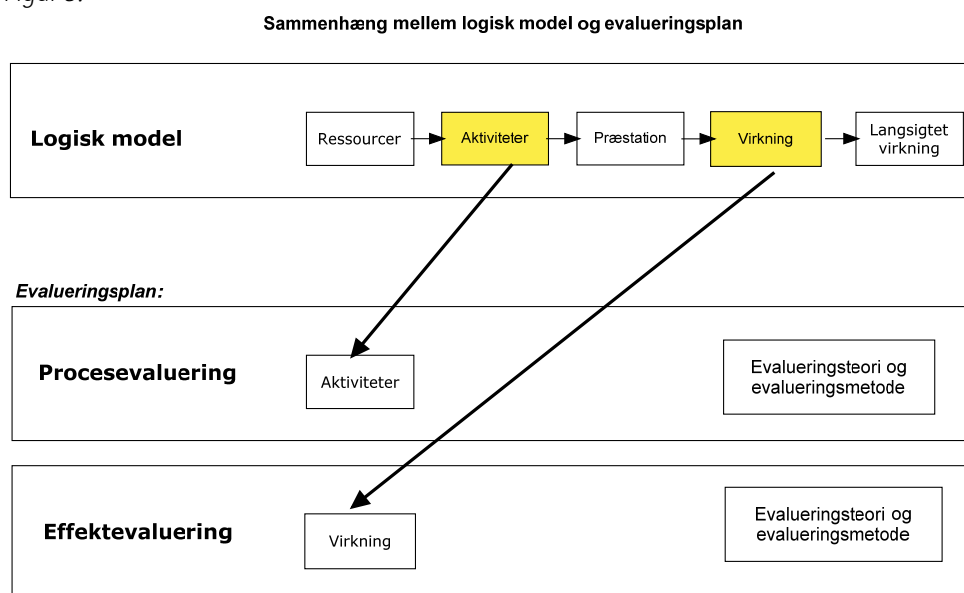 Sammenhæng mellem logisk model og evalueringsplan
Logisk model
Ressourcer
Aktiviteter
Præstation
Virkning
Langsigtet
virkning
Evalueringsplan:
Procesevaluering
Aktiviteter
Evalueringsteori og
evalueringsmetode
Effektevaluering
Virkning
Evalueringsteori og
evalueringsmetode